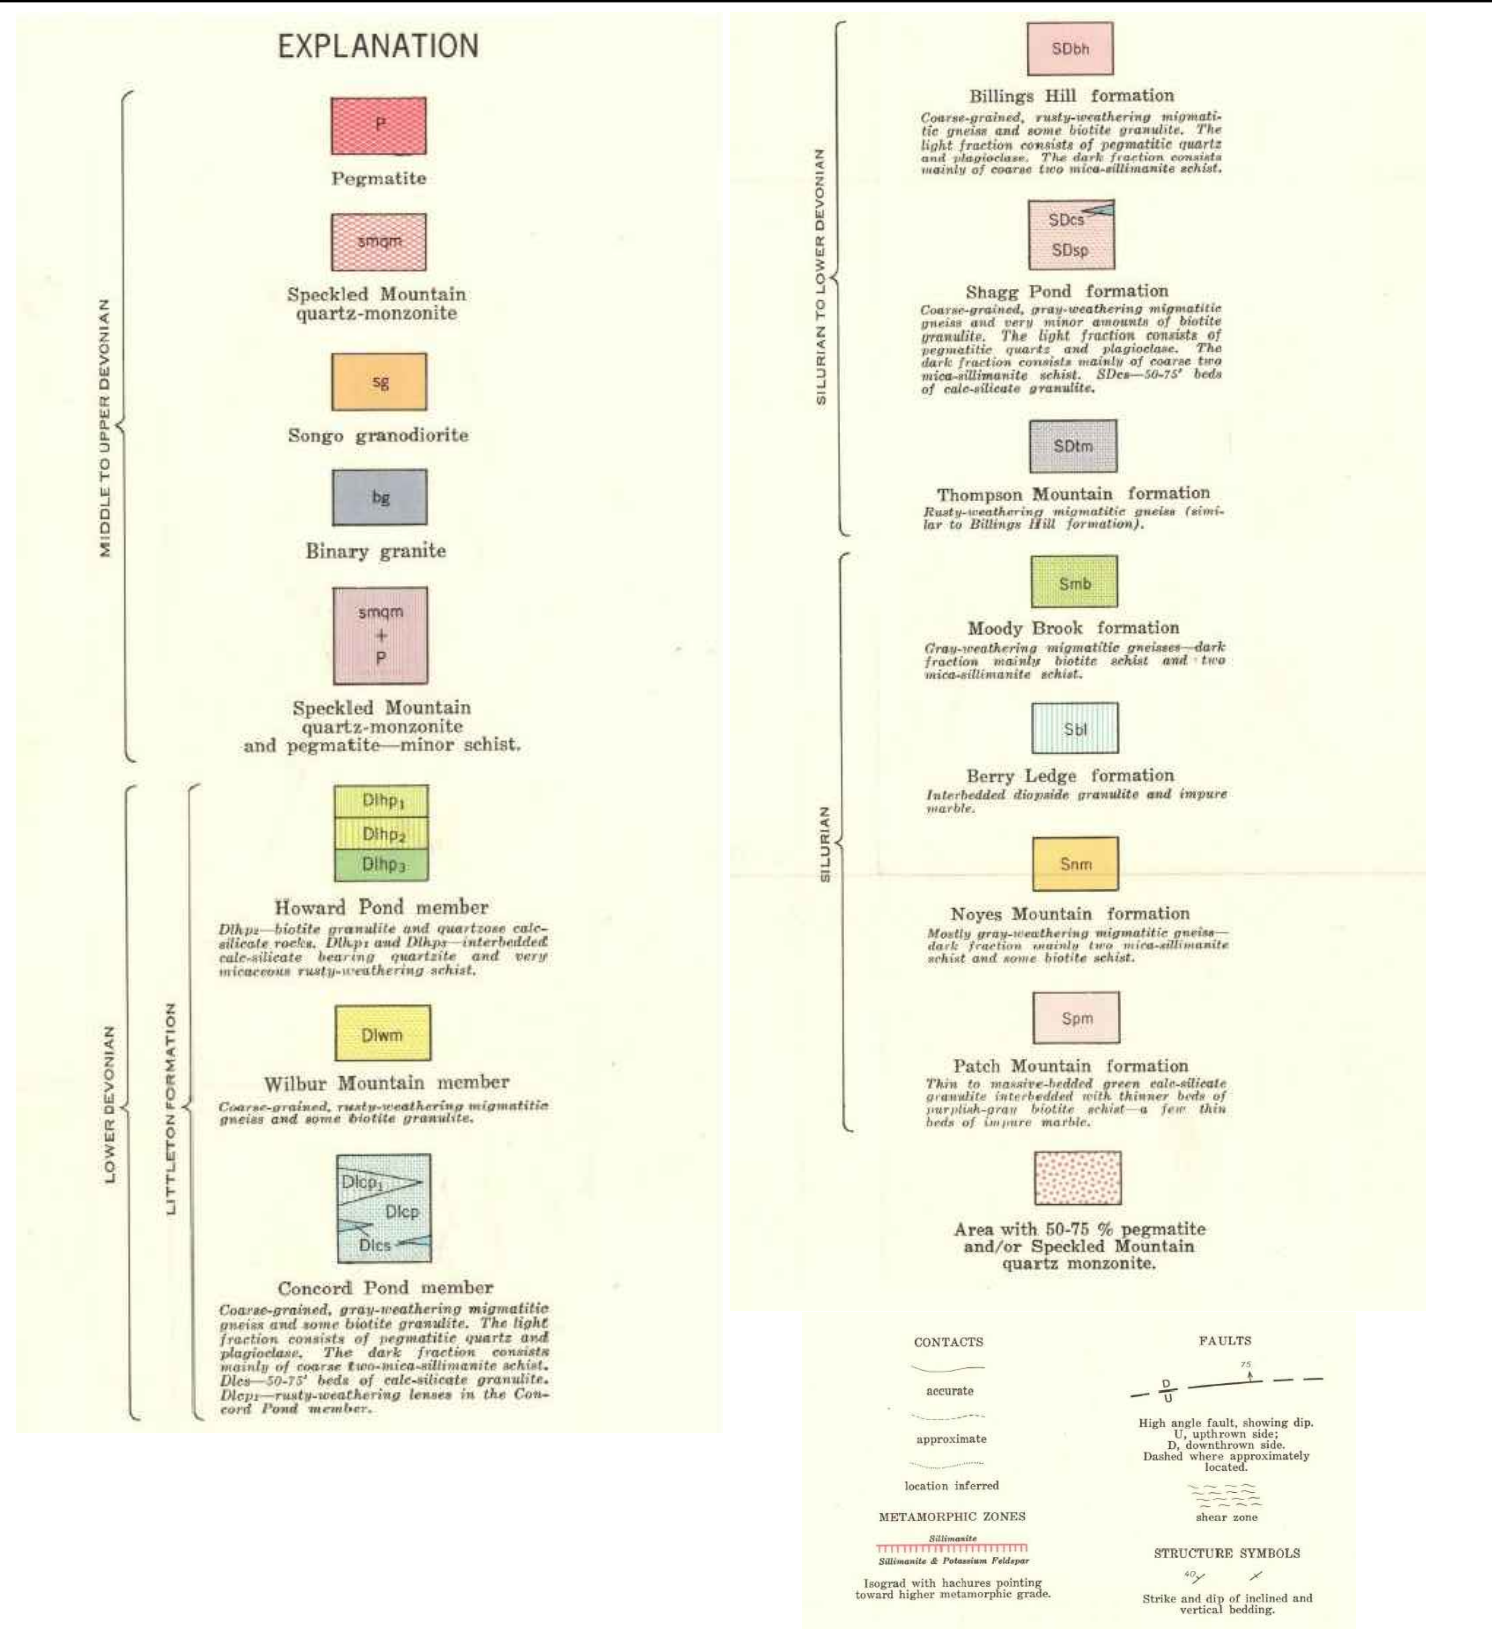 EXPLANATION
MIDDLE TO UPPER DEVONIAN
P
Pegmatite
smqm
Speckled Mountain
quartz-monzonite
sg
Songo granodiorite
bg
Binary granite
smqm
+
P
Speckled Mountain
quartz-monzonite
and pegmatite—minor schist.
LOWER DEVONIAN
LITTLETON FORMATION
Dlhp₁
Dlhp₂
Dlhp₃
Howard Pond member
Dlhp₂—biotite granulite and quartzose calc-
silicate rocks. Dlhp₁ and Dlhp₃—interbedded
calc-silicate bearing quartzite and very
micaceous rusty-weathering schist.
Dlwm
Wilbur Mountain member
Coarse-grained, rusty-weathering migmatitic
gneiss and some biotite granulite.
Dlcp₁
Dlcp
Dlcs
Concord Pond member
Coarse-grained, gray-weathering migmatitic
gneiss and some biotite granulite. The light
fraction consists of pegmatitic quartz and
plagioclase. The dark fraction consists
mainly of coarse two-mica-sillimanite schist.
Dlcs—50-75' beds of calc-silicate granulite.
Dlcp₁—rusty-weathering lenses in the Con-
cord Pond member.
SILURIAN TO LOWER DEVONIAN
SDbh
Billings Hill formation
Coarse-grained, rusty-weathering migmati-
tic gneiss and some biotite granulite. The
light fraction consists of pegmatitic quartz
and plagioclase. The dark fraction consists
mainly of coarse two mica-sillimanite schist.
SDcs
SDsp
Shagg Pond formation
Coarse-grained, gray-weathering migmatitic
gneiss and very minor amounts of biotite
granulite. The light fraction consists of
pegmatitic quartz and plagioclase. The
dark fraction consists mainly of coarse two
mica-sillimanite schist. SDcs—50-75' beds
of calc-silicate granulite.
SDtm
Thompson Mountain formation
Rusty-weathering migmatitic gneiss (simi-
lar to Billings Hill formation).
SILURIAN
Smb
Moody Brook formation
Gray-weathering migmatitic gneisses—dark
fraction mainly biotite schist and two
mica-sillimanite schist.
Sbl
Berry Ledge formation
Interbedded diopside granulite and impure
marble.
Snm
Noyes Mountain formation
Mostly gray-weathering migmatitic gneiss—
dark fraction mainly two mica-sillimanite
schist and some biotite schist.
Spm
Patch Mountain formation
Thin to massive-bedded green calc-silicate
granulite interbedded with thinner beds of
purplish-gray biotite schist—a few thin
beds of impure marble.
Area with 50-75 % pegmatite
and/or Speckled Mountain
quartz monzonite.
CONTACTS
accurate
approximate
location inferred
METAMORPHIC ZONES
Sillimanite
Sillimanite & Potassium Feldspar
Isograd with hachures pointing
toward higher metamorphic grade.
FAULTS
75
D
U
High angle fault, showing dip.
U, upthrown side;
D, downthrown side.
Dashed where approximately
located.
shear zone
STRUCTURE SYMBOLS
40
Strike and dip of inclined and
vertical bedding.